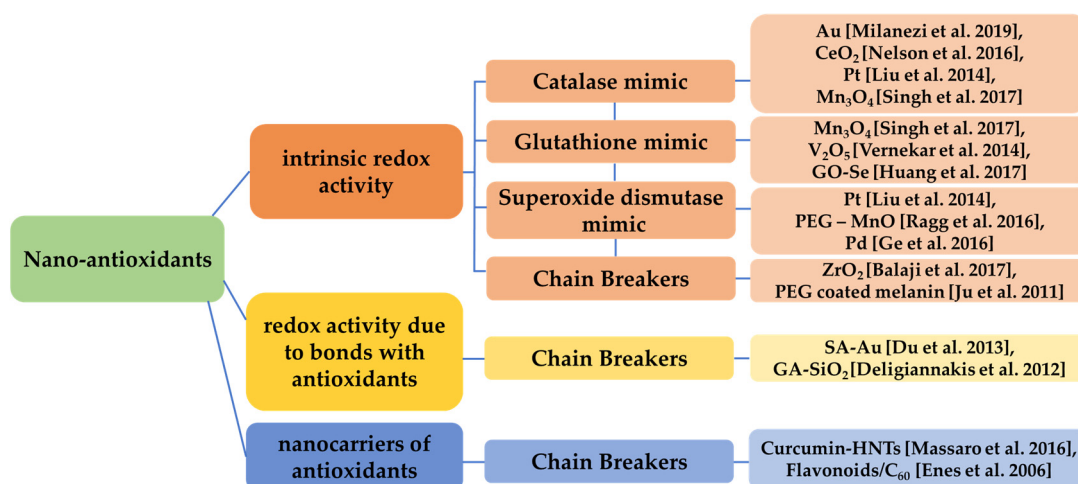 Nano-antioxidants
intrinsic redox
activity
Catalase mimic
Au [Milanezi et al. 2019],
CeO₂ [Nelson et al. 2016],
Pt [Liu et al. 2014],
Mn₃O₄ [Singh et al. 2017]
Glutathione mimic
Mn₃O₄ [Singh et al. 2017],
V₂O₅ [Vernekar et al. 2014],
GO-Se [Huang et al. 2017]
Superoxide dismutase
mimic
Pt [Liu et al. 2014],
PEG – MnO [Ragg et al. 2016],
Pd [Ge et al. 2016]
Chain Breakers
ZrO₂ [Balaji et al. 2017],
PEG coated melanin [Ju et al. 2011]
redox activity due
to bonds with
antioxidants
Chain Breakers
SA-Au [Du et al. 2013],
GA-SiO₂ [Deligiannakis et al. 2012]
nanocarriers of
antioxidants
Chain Breakers
Curcumin-HNTs [Massaro et al. 2016],
Flavonoids/C₆₀ [Enes et al. 2006]